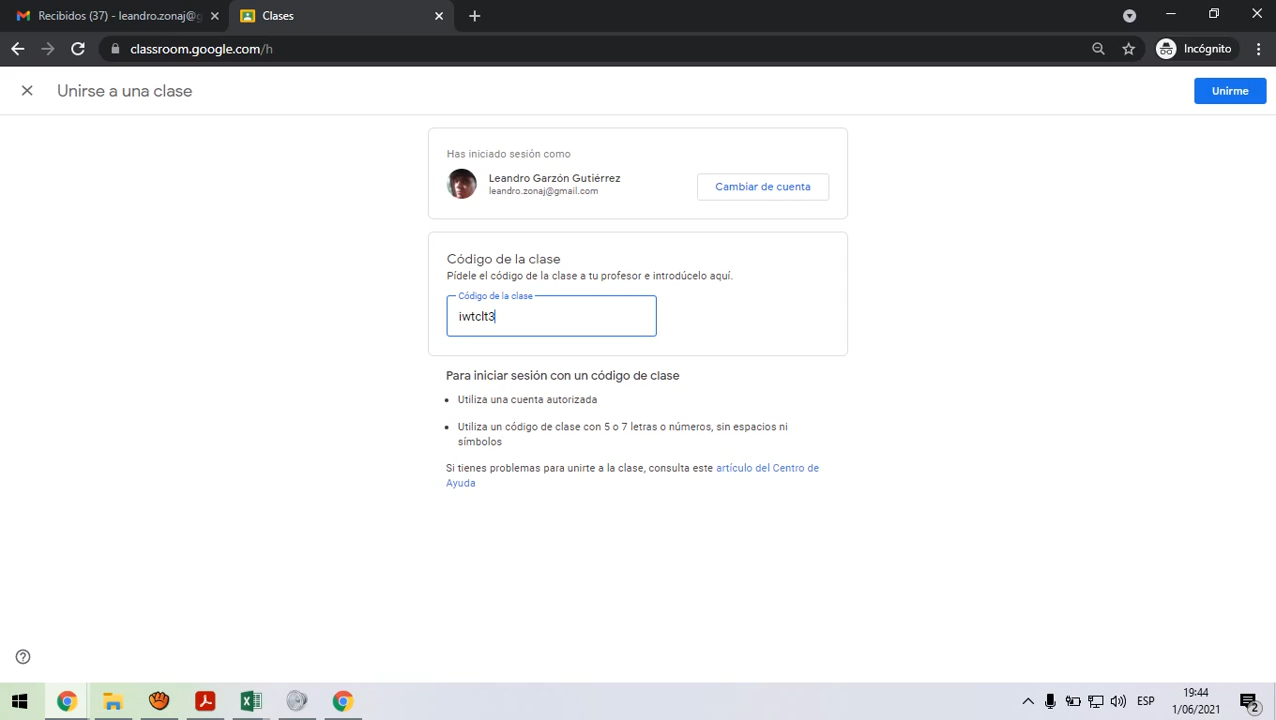 Recibidos (37) - leandro.zonaj@g
Clases
classroom.google.com/h
Incógnito
Unirse a una clase
Unirme
Has iniciado sesión como
Leandro Garzón Gutiérrez
leandro.zonaj@gmail.com
Cambiar de cuenta
Código de la clase
Pídele el código de la clase a tu profesor e introdúcelo aquí.
Código de la clase
iwtclt3
Para iniciar sesión con un código de clase
Utiliza una cuenta autorizada
Utiliza un código de clase con 5 o 7 letras o números, sin espacios ni
símbolos
Si tienes problemas para unirte a la clase, consulta este artículo del Centro de
Ayuda
ESP
19:44
1/06/2021
2